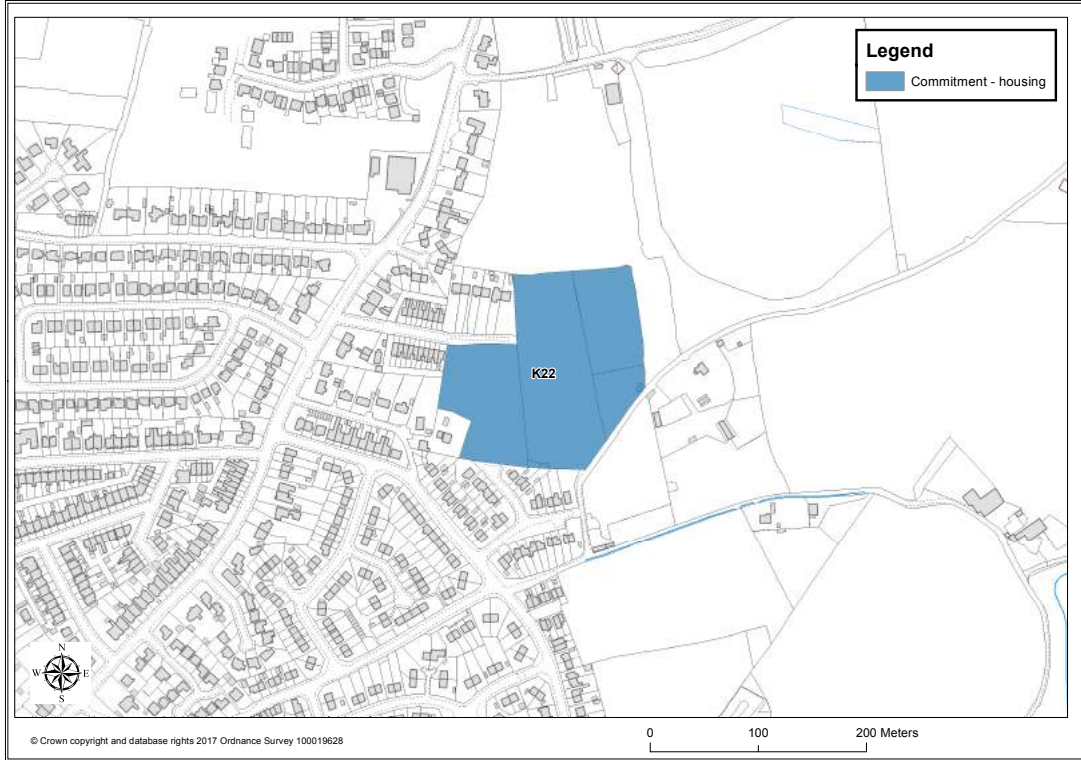 Legend
Commitment - housing
K22
N
W E
S
© Crown copyright and database rights 2017 Ordnance Survey 100019628
0 100 200 Meters